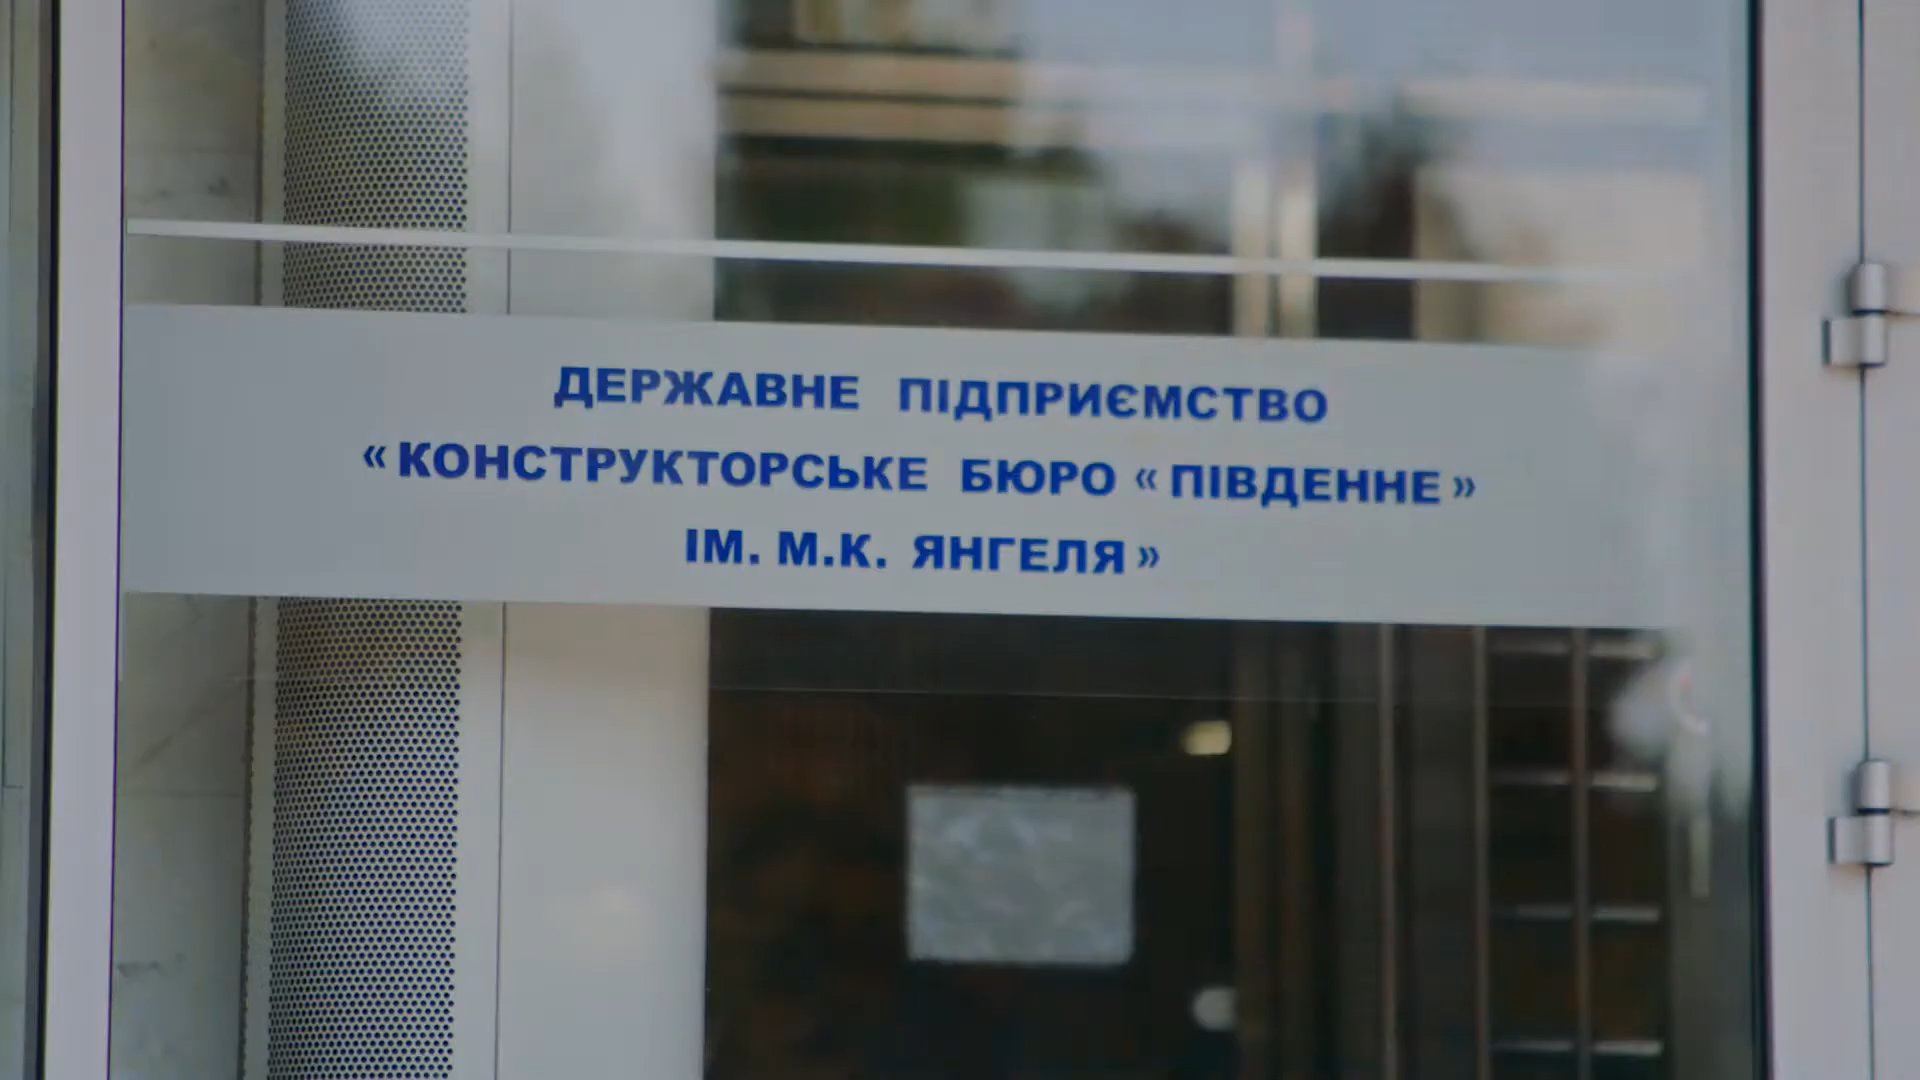 ДЕРЖАВНЕ ПІДПРИЄМСТВО
«КОНСТРУКТОРСЬКЕ БЮРО «ПІВДЕННЕ»
ІМ. М.К. ЯНГЕЛЯ»